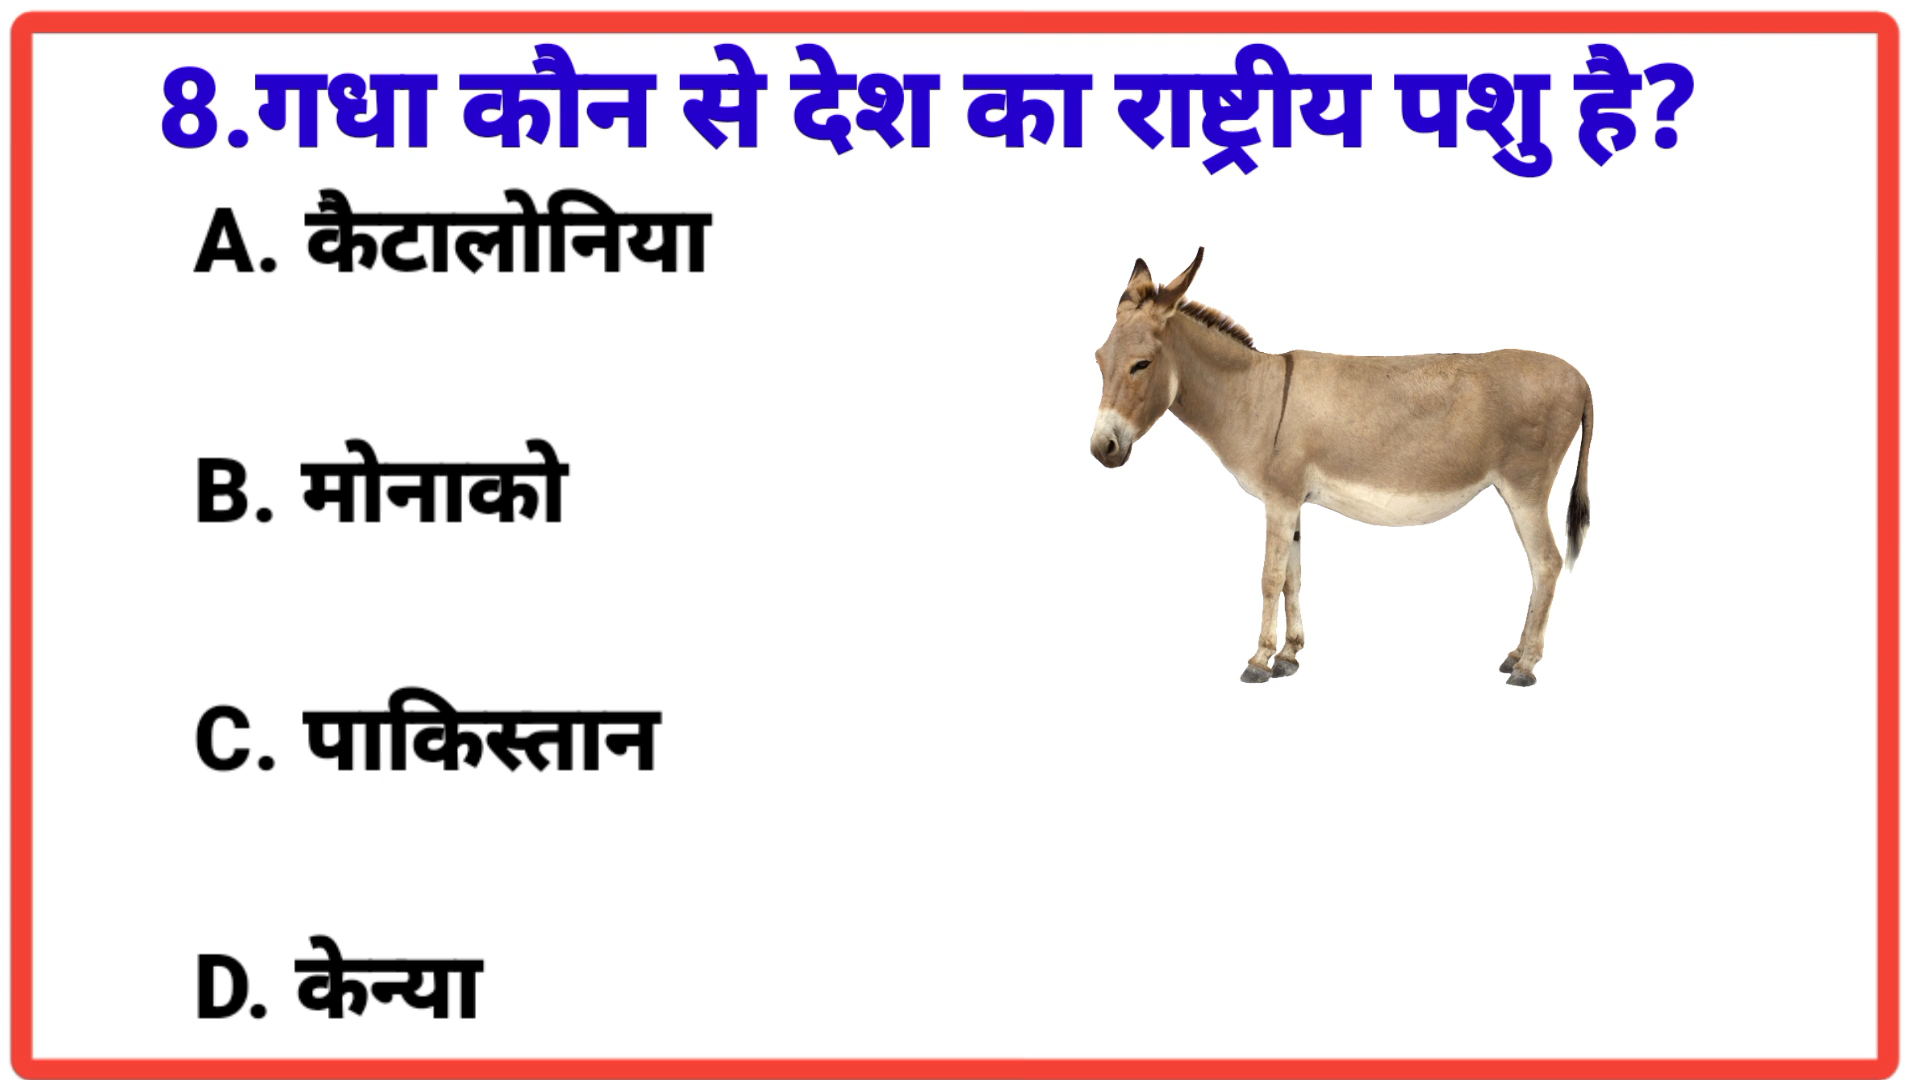 8.गधा कौन से देश का राष्ट्रीय पशु है?
A. कैटालोनिया
B. मोनाको
C. पाकिस्तान
D. केन्या